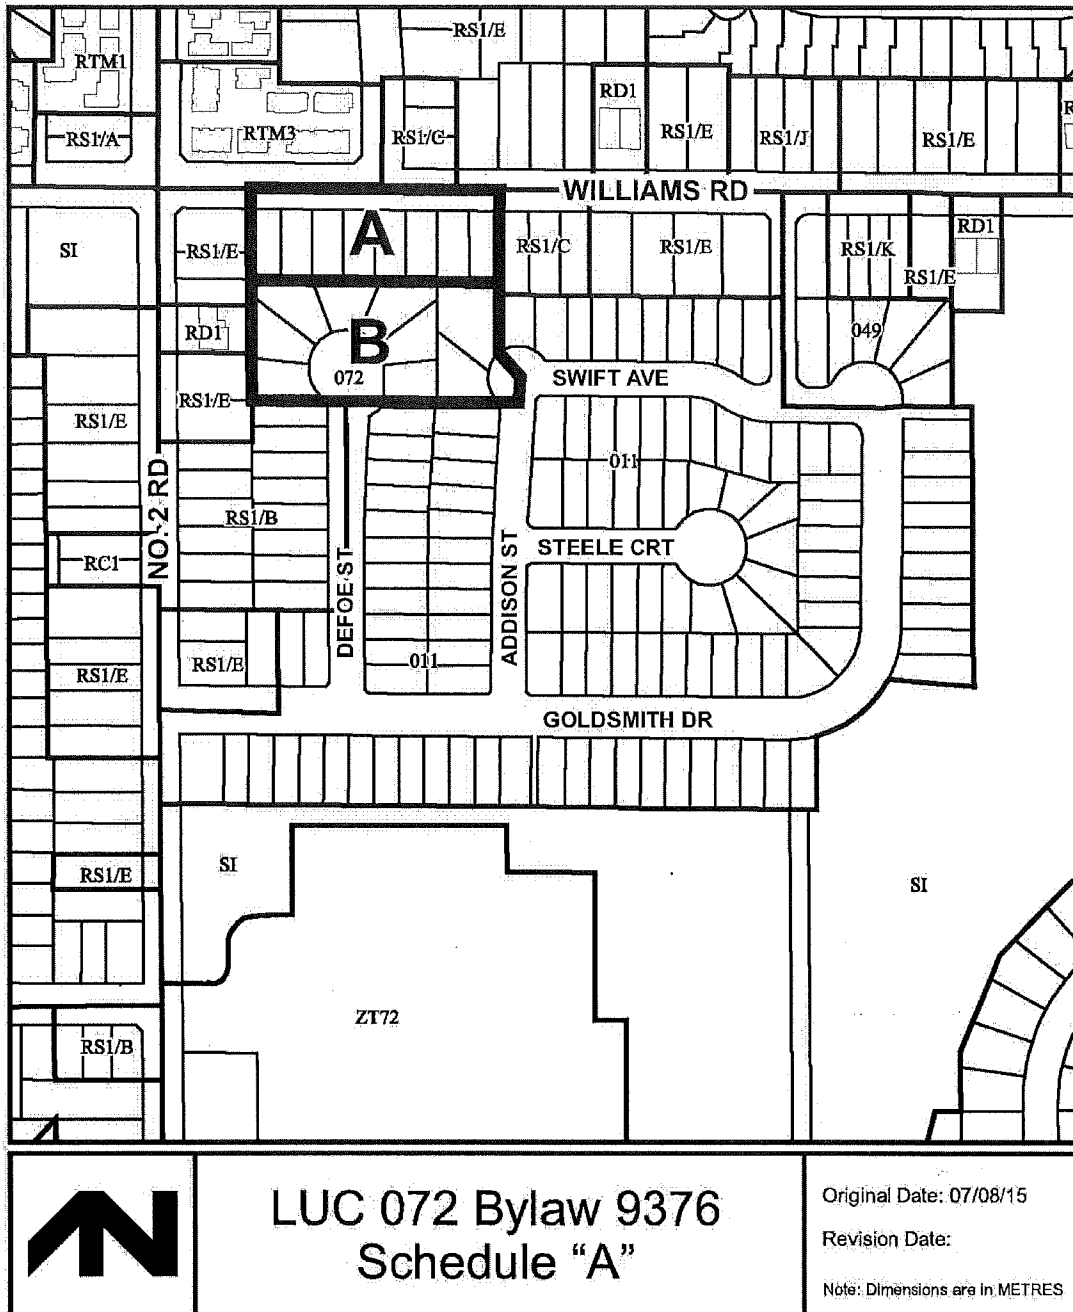 RS1/E
RTM1
RD1
RTM3
RS1/A
RS1/C
RS1/E
RS1/J
RS1/E
WILLIAMS RD
A
SI
RS1/E
RS1/C
RS1/E
RS1/K
RD1
RS1/E
RD1
B
072
049
SWIFT AVE
RS1/E
RS1/E
011
NO. 2 RD
RS1/B
RC1
DEFOE ST
ADDISON ST
STEELE CRT
RS1/E
RS1/E
011
GOLDSMITH DR
SI
RS1/E
SI
ZT72
RS1/B
LUC 072 Bylaw 9376
Schedule “A”
Original Date: 07/08/15
Revision Date:
Note: Dimensions are in METRES